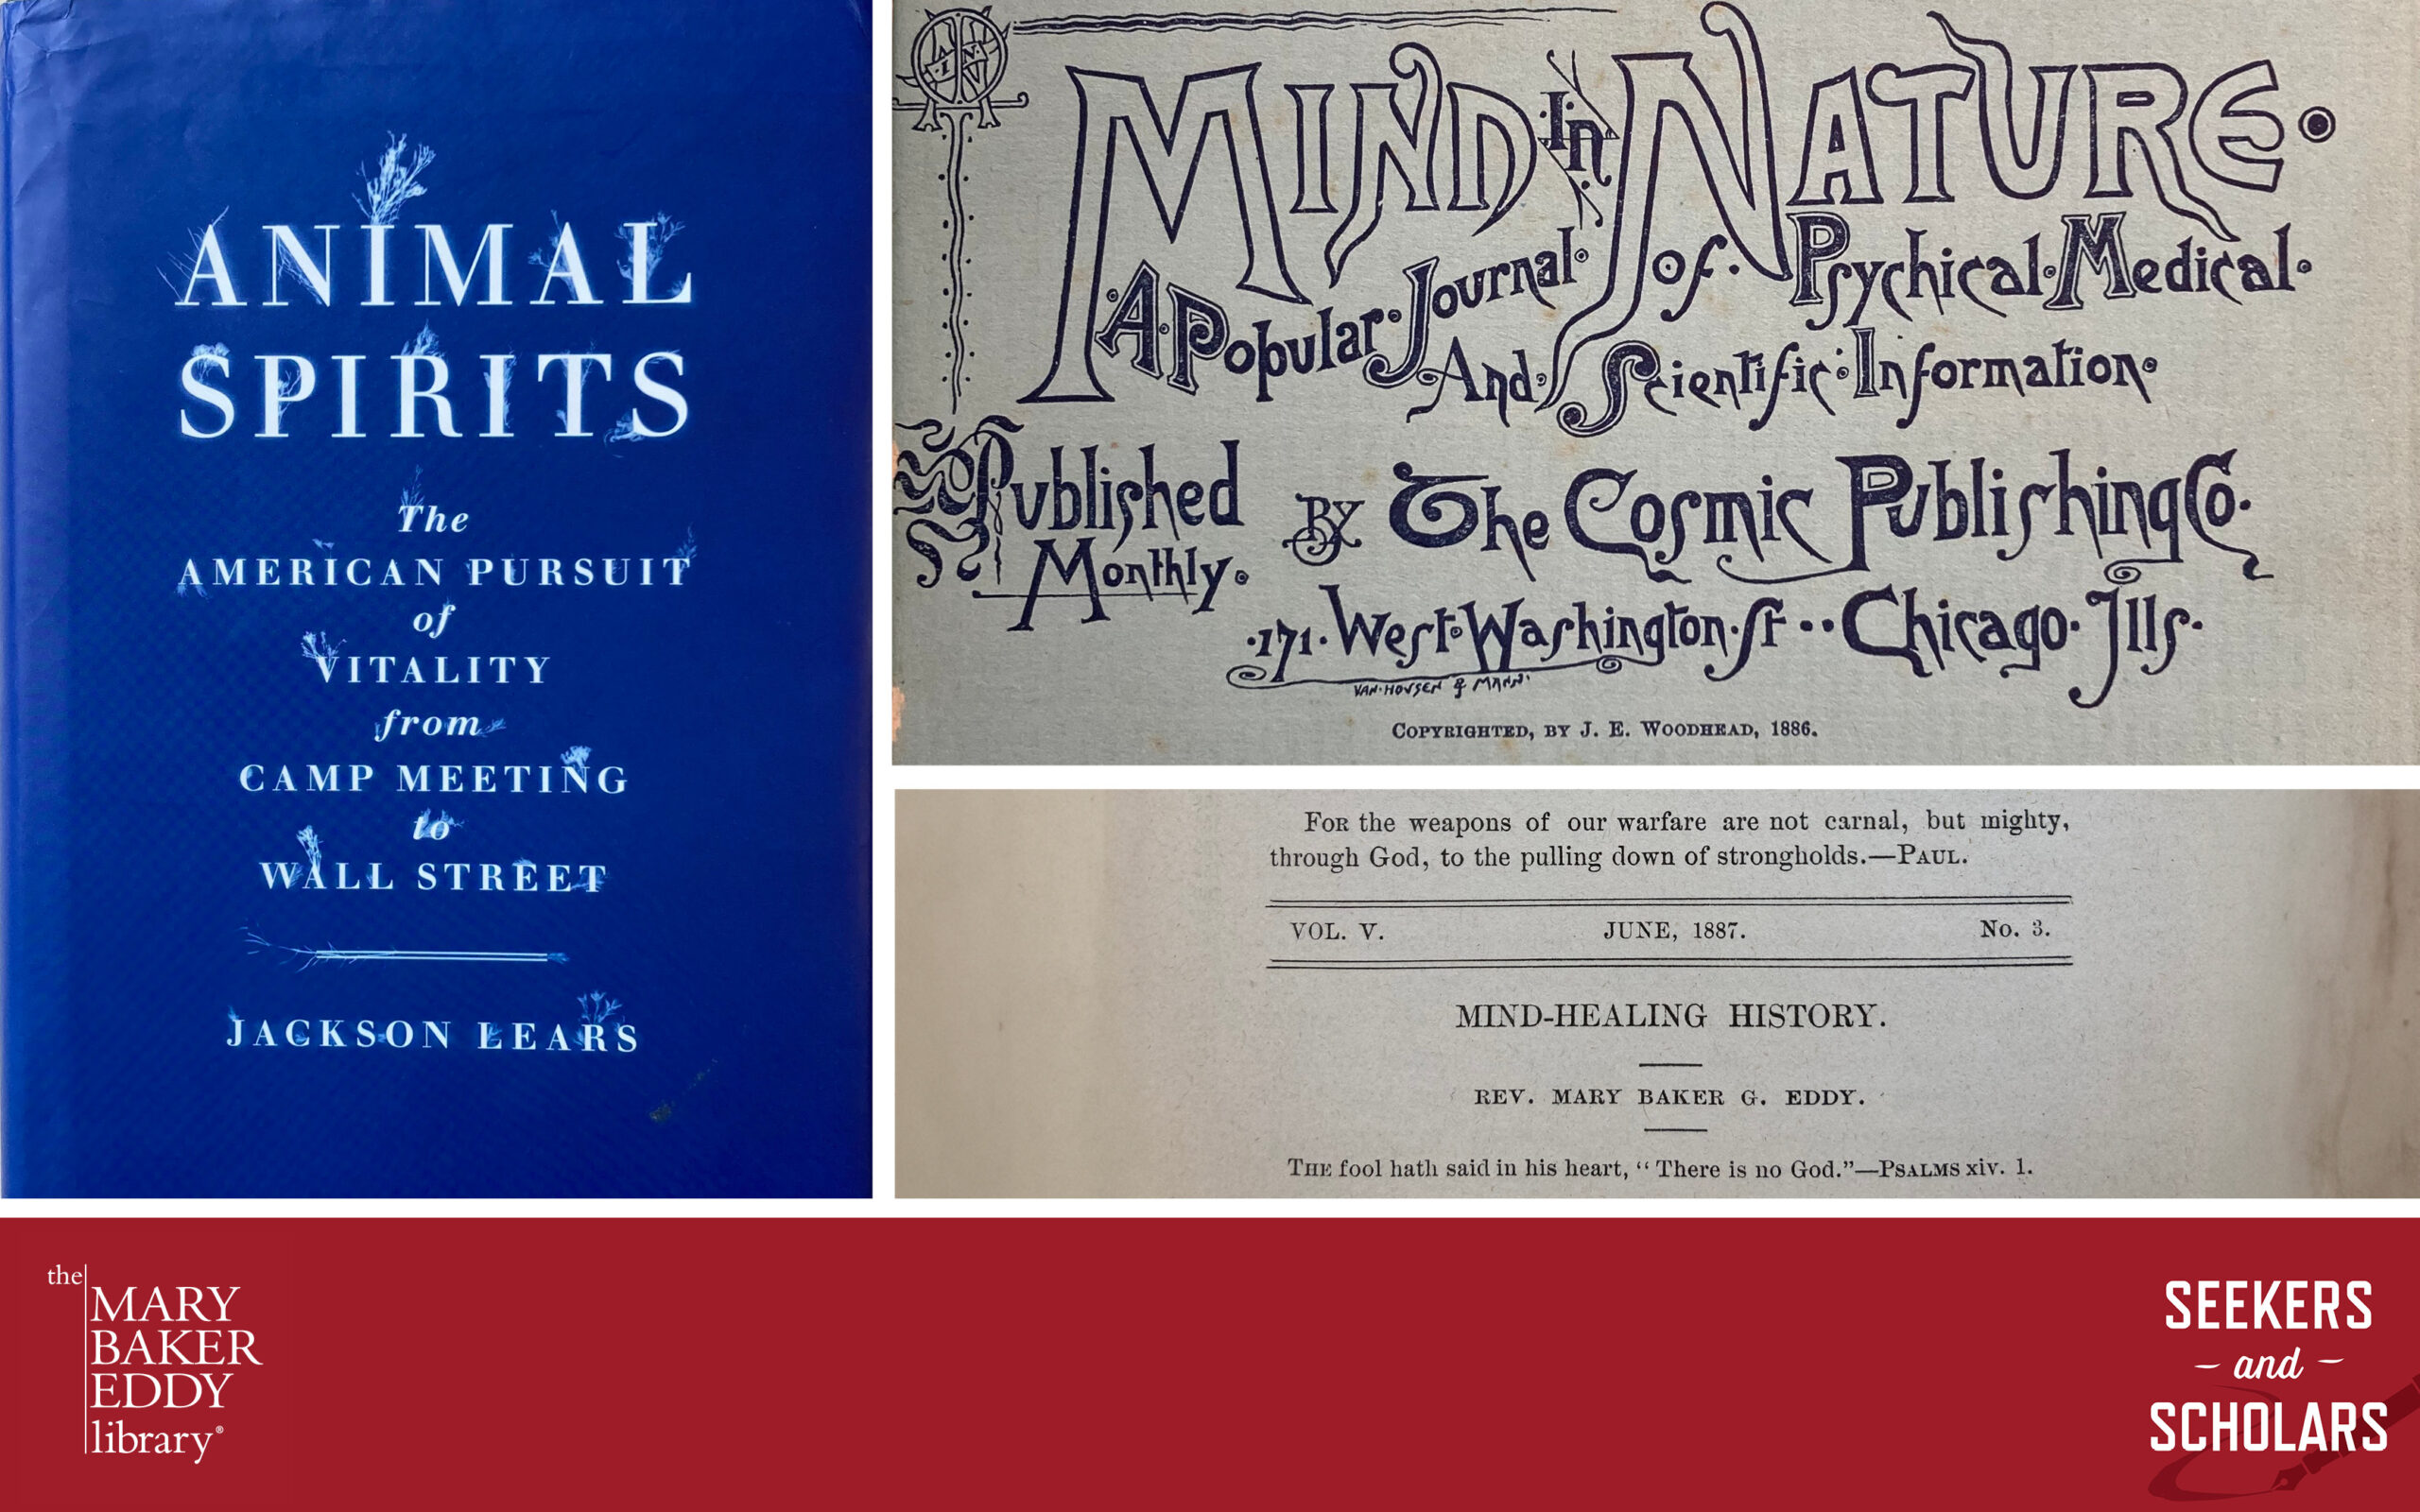 ANIMAL
SPIRITS
The
AMERICAN PURSUIT
of
VITALITY
from
CAMP MEETING
to
WALL STREET
JACKSON LEARS
MIND In NATURE.
A Popular Journal of Psychical Medical
And Scientific Information
Published Monthly. By The Cosmic Publishing Co.
171 West Washington St Chicago Ills.
VAN HOVSEN & MANN
COPYRIGHTED, BY J. E. WOODHEAD, 1886.
FOR the weapons of our warfare are not carnal, but mighty,
through God, to the pulling down of strongholds.—PAUL.
VOL. V. JUNE, 1887. No. 3.
MIND-HEALING HISTORY.
REV. MARY BAKER G. EDDY.
THE fool hath said in his heart, “There is no God.”—PSALMS xiv. 1.
the
MARY
BAKER
EDDY
library®
SEEKERS
- and -
SCHOLARS